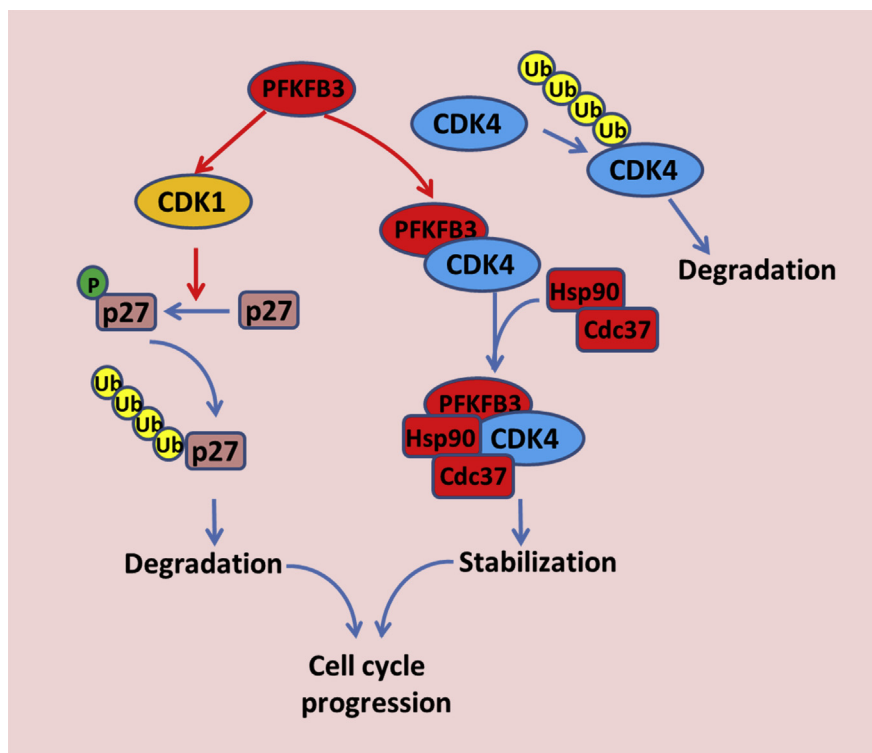 PFKFB3
CDK4
Ub
Ub
Ub
Ub
CDK4
Degradation
CDK1
PFKFB3
CDK4
P
p27
p27
Hsp90
Cdc37
Ub
Ub
Ub
Ub
p27
PFKFB3
Hsp90
CDK4
Cdc37
Degradation
Stabilization
Cell cycle
progression